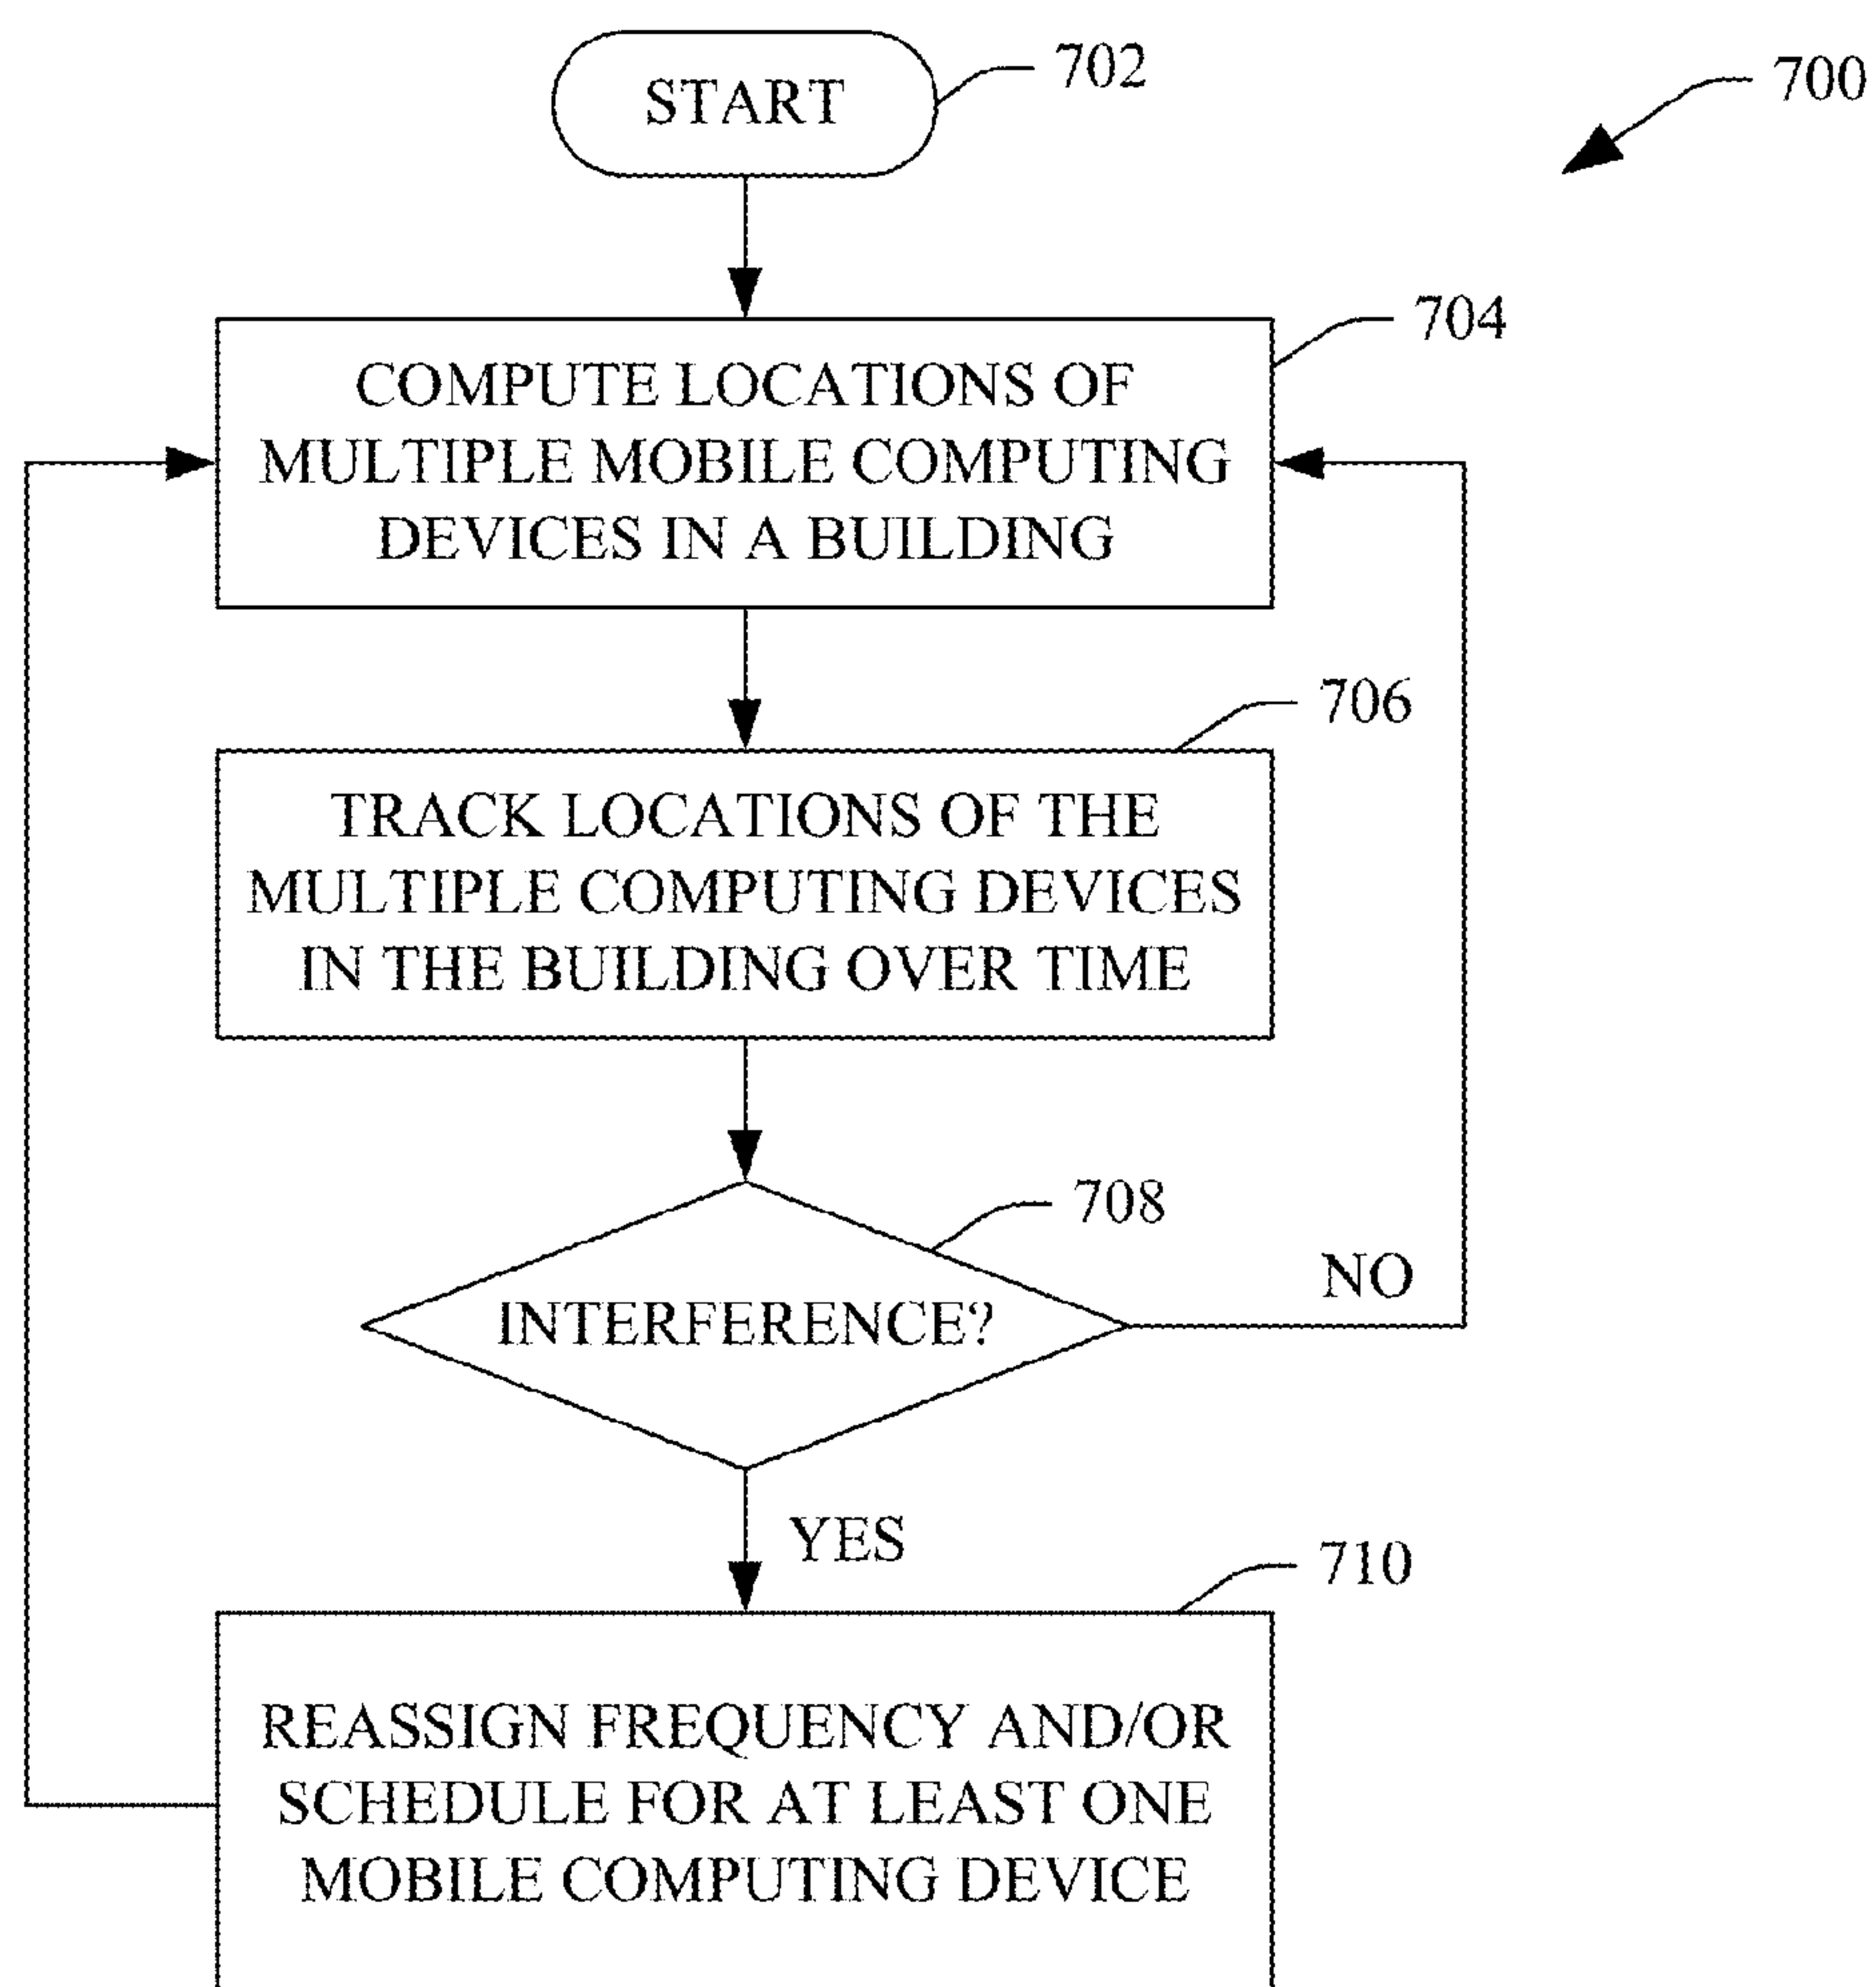 START
702
700
704
COMPUTE LOCATIONS OF
MULTIPLE MOBILE COMPUTING
DEVICES IN A BUILDING
706
TRACK LOCATIONS OF THE
MULTIPLE COMPUTING DEVICES
IN THE BUILDING OVER TIME
708
INTERFERENCE?
NO
YES
710
REASSIGN FREQUENCY AND/OR
SCHEDULE FOR AT LEAST ONE
MOBILE COMPUTING DEVICE